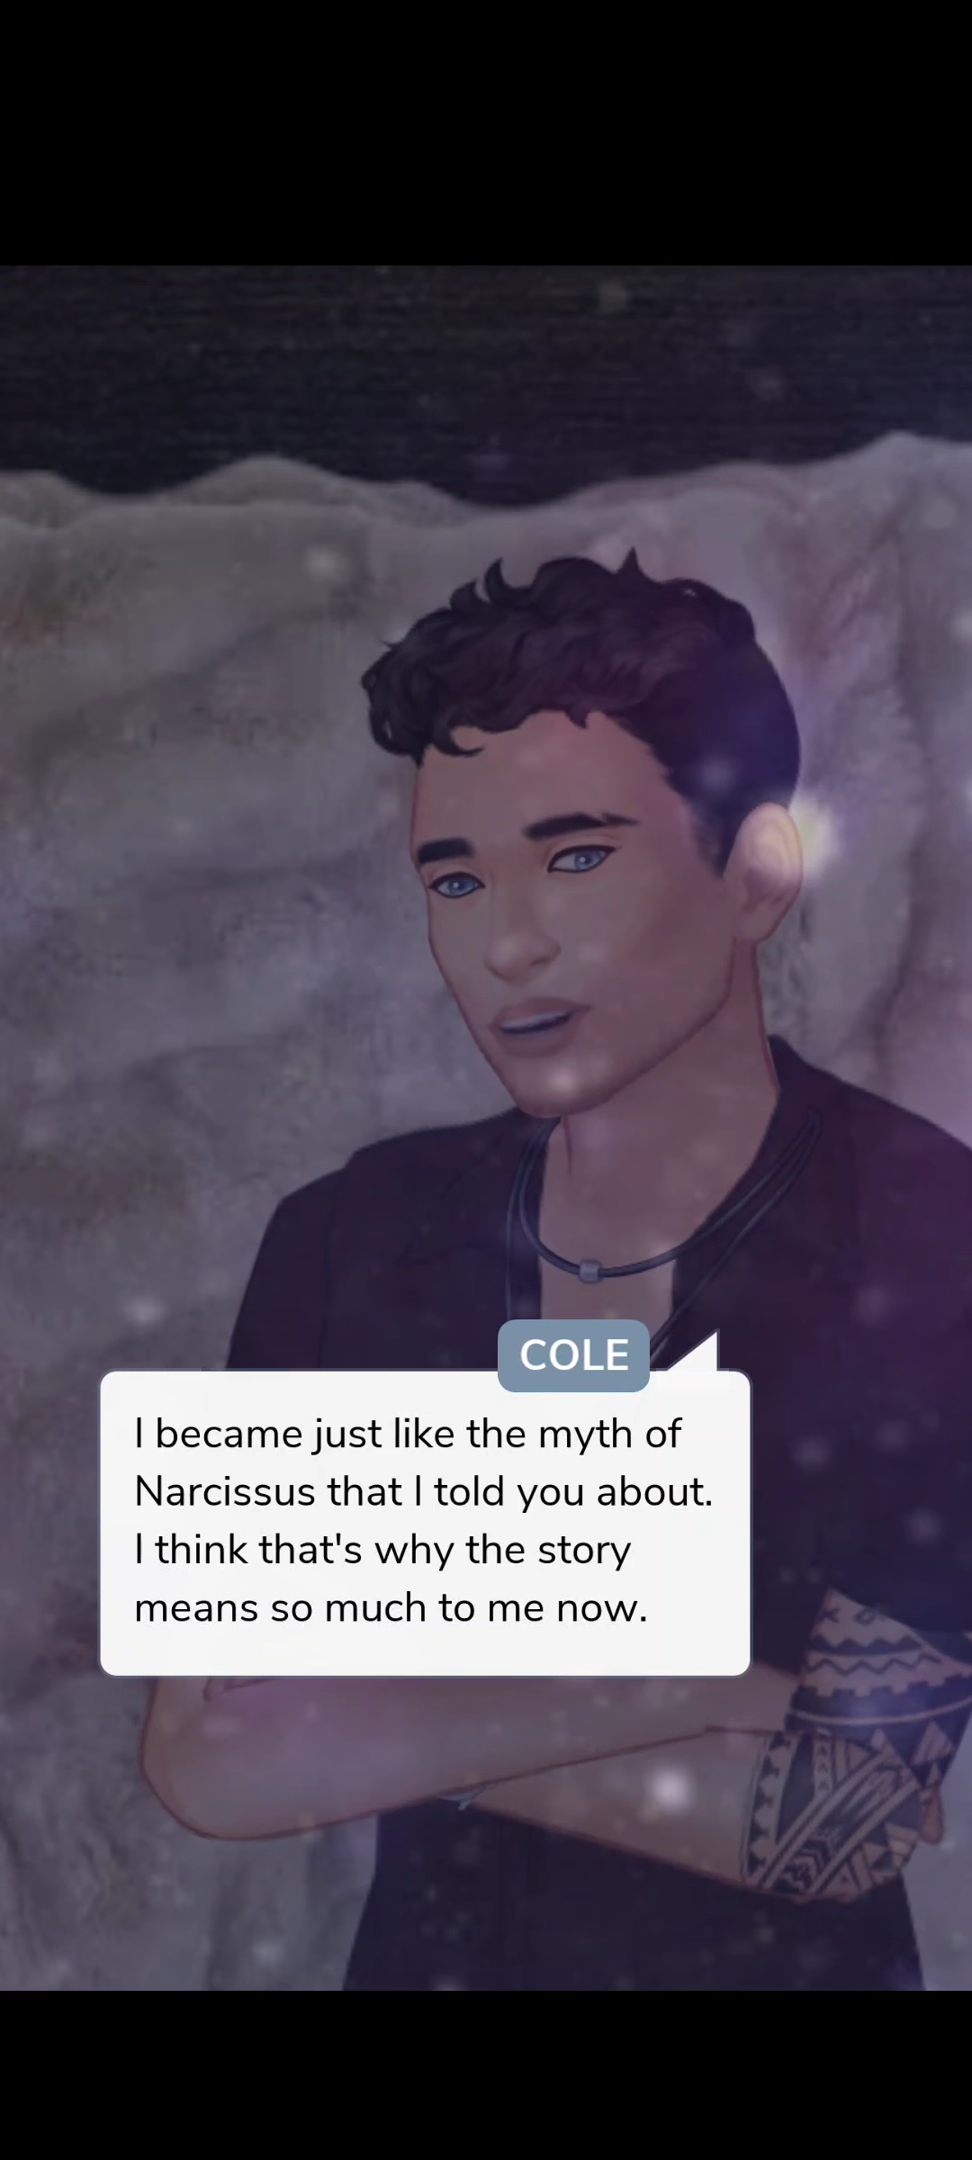 COLE
I became just like the myth of
Narcissus that I told you about.
I think that's why the story
means so much to me now.